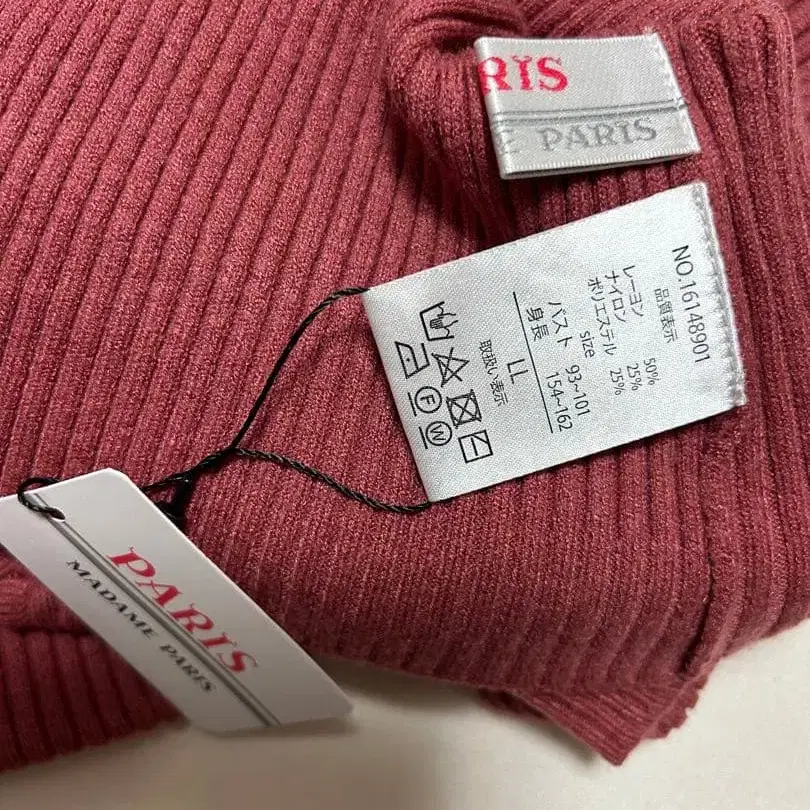 RIS
E PARIS
NO.16148901
品質表示
レーヨン 50%
ナイロン 25%
ポリエステル 25%
size
バスト 93~101
身長 154~162
LL
取扱い表示
F
W
PARIS
MADAME PARIS